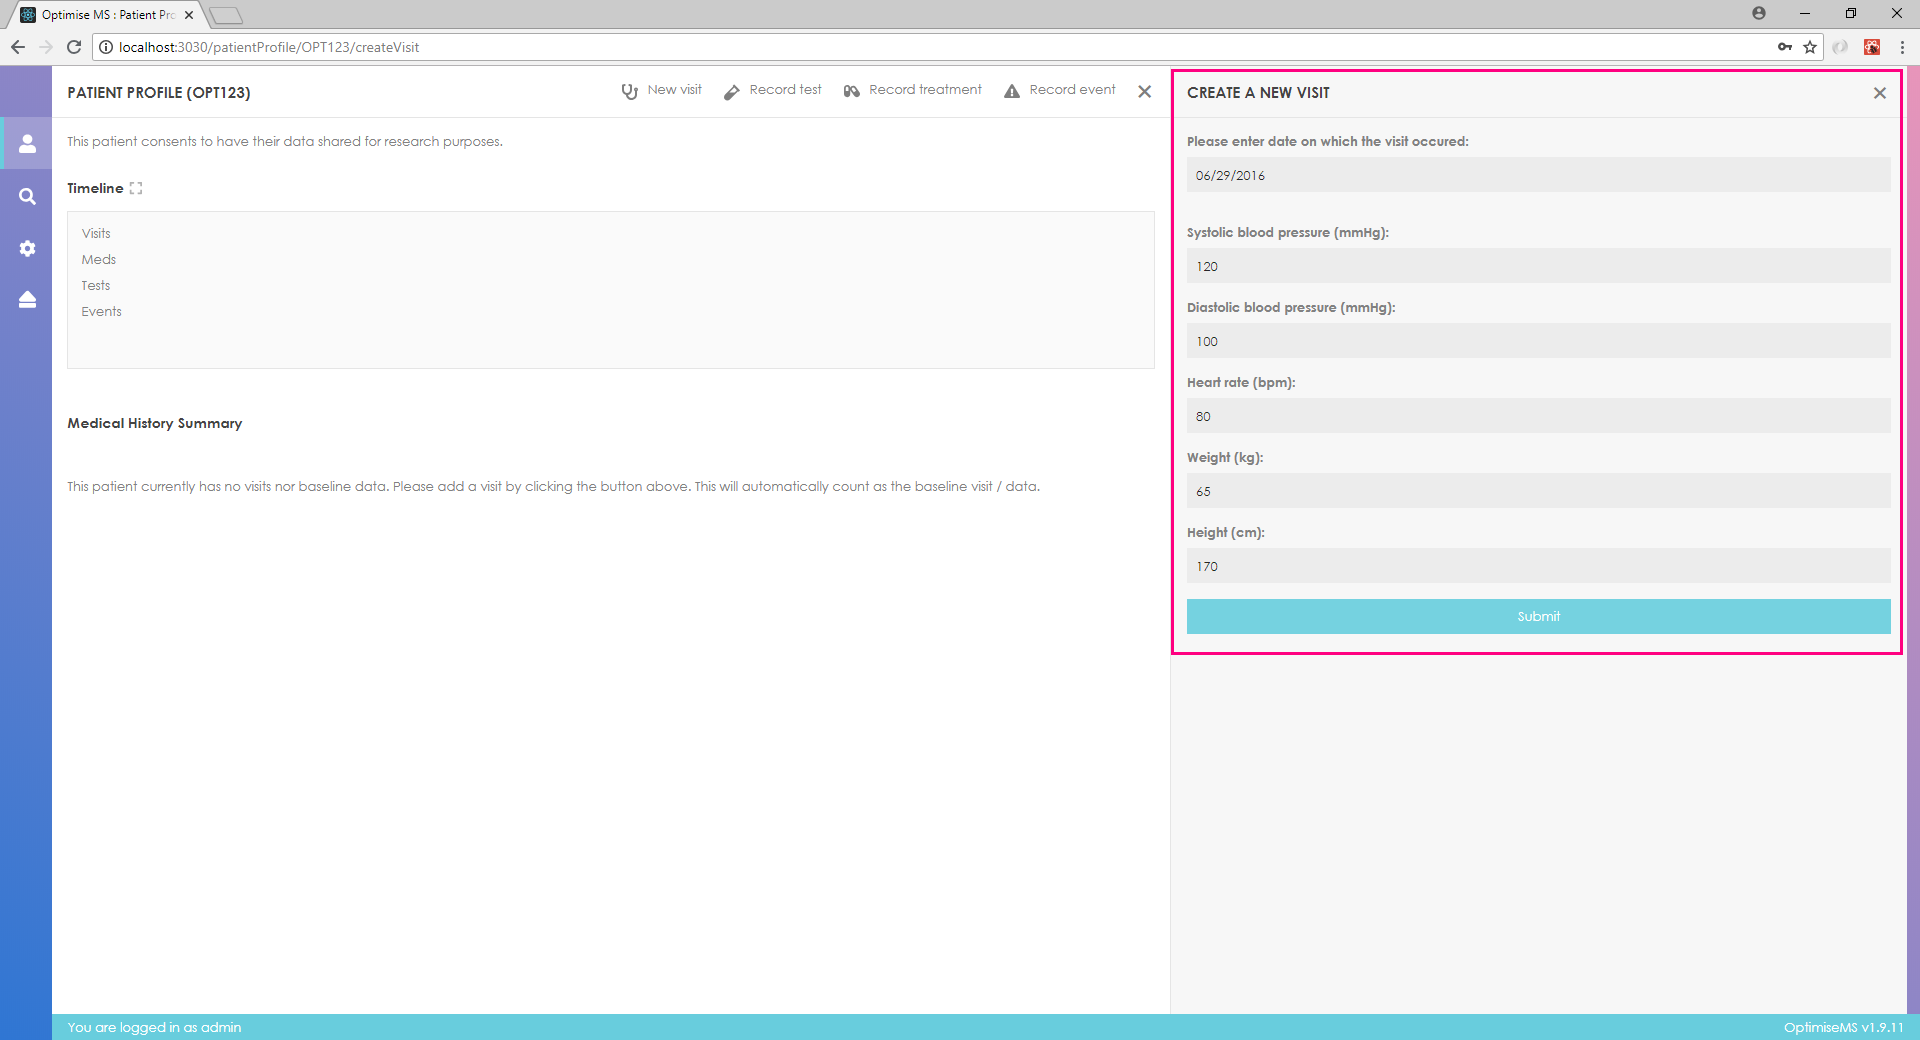 Optimise MS : Patient Pro
localhost:3030/patientProfile/OPT123/createVisit
PATIENT PROFILE (OPT123)
New visit
Record test
Record treatment
Record event
This patient consents to have their data shared for research purposes.
Timeline
Visits
Meds
Tests
Events
Medical History Summary
This patient currently has no visits nor baseline data. Please add a visit by clicking the button above. This will automatically count as the baseline visit / data.
CREATE A NEW VISIT
Please enter date on which the visit occured:
06/29/2016
Systolic blood pressure (mmHg):
120
Diastolic blood pressure (mmHg):
100
Heart rate (bpm):
80
Weight (kg):
65
Height (cm):
170
Submit
You are logged in as admin
OptimiseMS v1.9.11